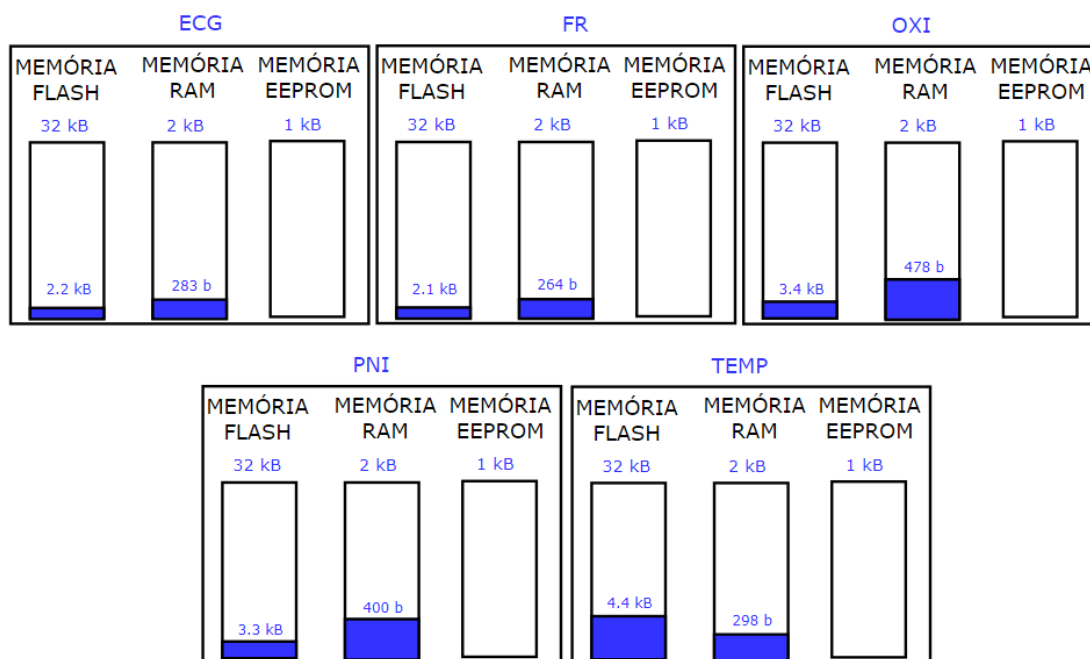 ECG
MEMÓRIA FLASH
MEMÓRIA RAM
MEMÓRIA EEPROM
32 kB
2 kB
1 kB
2.2 kB
283 b
FR
MEMÓRIA FLASH
MEMÓRIA RAM
MEMÓRIA EEPROM
32 kB
2 kB
1 kB
2.1 kB
264 b
OXI
MEMÓRIA FLASH
MEMÓRIA RAM
MEMÓRIA EEPROM
32 kB
2 kB
1 kB
3.4 kB
478 b
PNI
MEMÓRIA FLASH
MEMÓRIA RAM
MEMÓRIA EEPROM
32 kB
2 kB
1 kB
3.3 kB
400 b
TEMP
MEMÓRIA FLASH
MEMÓRIA RAM
MEMÓRIA EEPROM
32 kB
2 kB
1 kB
4.4 kB
298 b